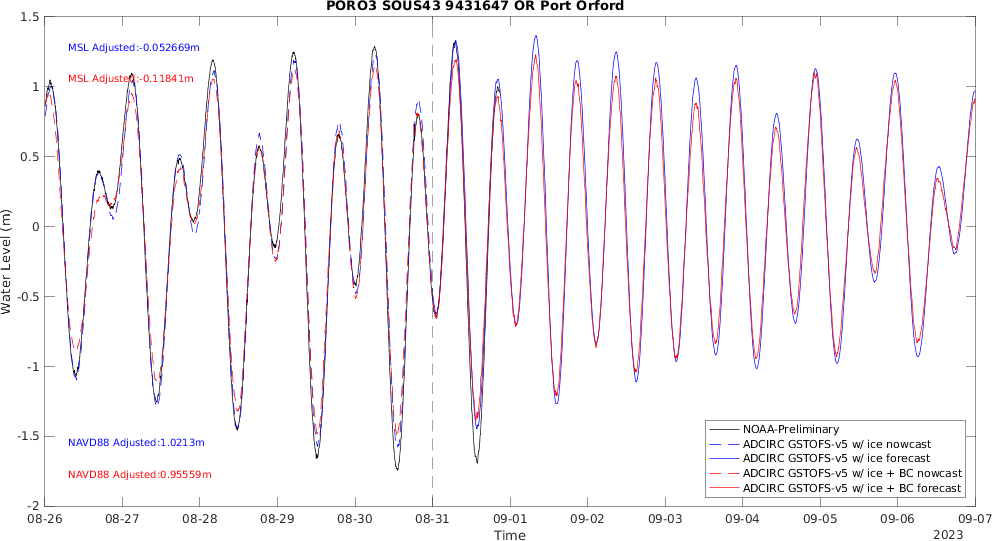 PORO3 SOUS43 9431647 OR Port Orford
1.5
1
0.5
0
-0.5
-1
-1.5
-2
Water Level (m)
MSL Adjusted:-0.052669m
MSL Adjusted:-0.11841m
NAVD88 Adjusted:1.0213m
NAVD88 Adjusted:0.95559m
NOAA-Preliminary
ADCIRC GSTOFS-v5 w/ ice nowcast
ADCIRC GSTOFS-v5 w/ ice forecast
ADCIRC GSTOFS-v5 w/ ice + BC nowcast
ADCIRC GSTOFS-v5 w/ ice + BC forecast
08-26 08-27 08-28 08-29 08-30 08-31 09-01 09-02 09-03 09-04 09-05 09-06 09-07
Time
2023